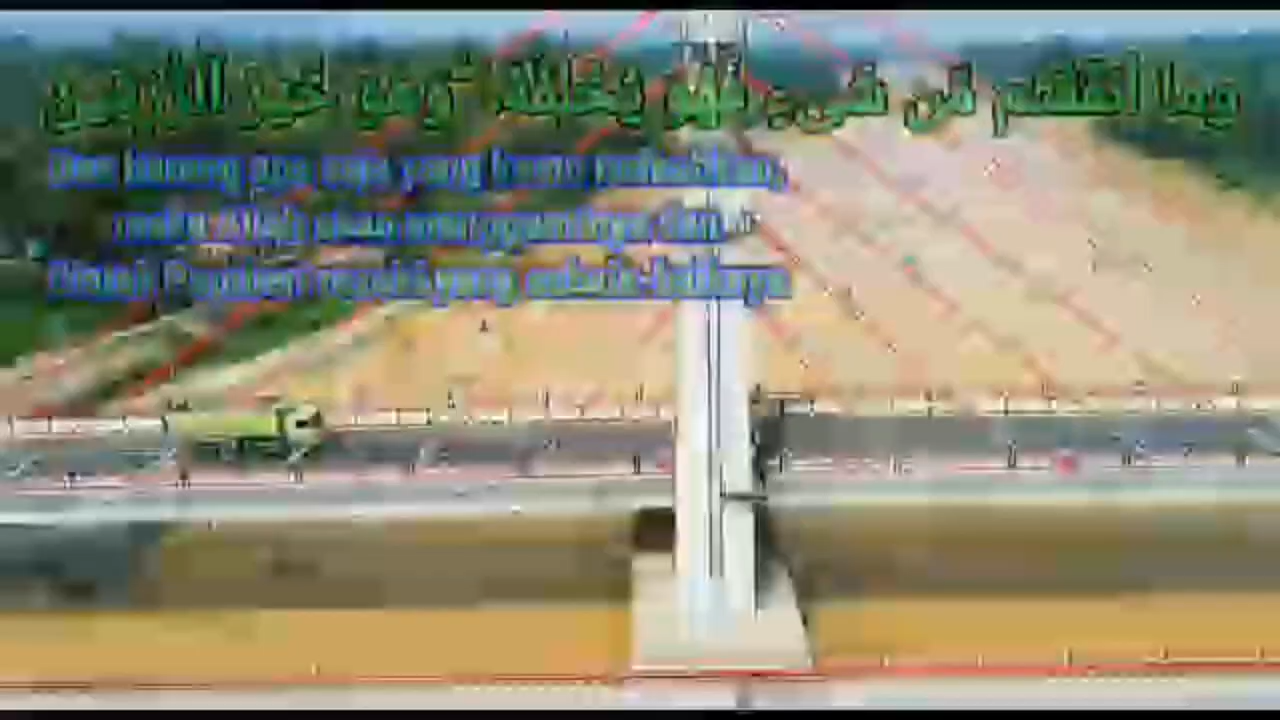 وما أنفقتم من شيء فهو يخلفه وهو خير الرازقين
Dan barang apa saja yang kamu nafkahkan,
maka Allah akan menggantinya dan
Dialah Pemberi rezeki yang sebaik-baiknya